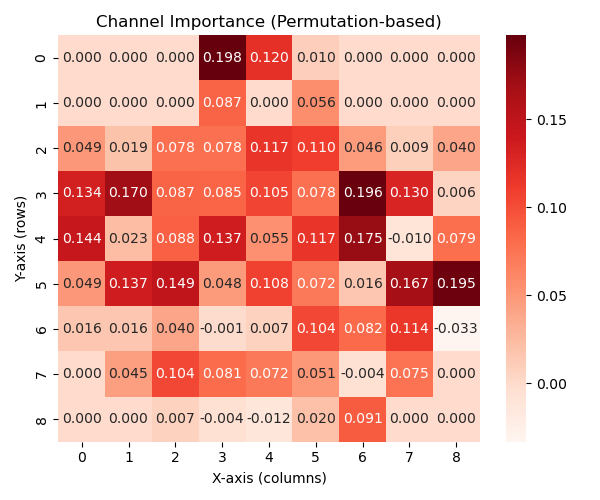 Channel Importance (Permutation-based)
0 0.000 0.000 0.000 0.198 0.120 0.010 0.000 0.000 0.000
1 0.000 0.000 0.000 0.087 0.000 0.056 0.000 0.000 0.000
2 0.049 0.019 0.078 0.078 0.117 0.110 0.046 0.009 0.040
3 0.134 0.170 0.087 0.085 0.105 0.078 0.196 0.130 0.006
4 0.144 0.023 0.088 0.137 0.055 0.117 0.175 -0.010 0.079
5 0.049 0.137 0.149 0.048 0.108 0.072 0.016 0.167 0.195
6 0.016 0.016 0.040 -0.001 0.007 0.104 0.082 0.114 -0.033
7 0.000 0.045 0.104 0.081 0.072 0.051 -0.004 0.075 0.000
8 0.000 0.000 0.007 -0.004 -0.012 0.020 0.091 0.000 0.000
0 1 2 3 4 5 6 7 8
X-axis (columns)
Y-axis (rows)
0.15
0.10
0.05
0.00